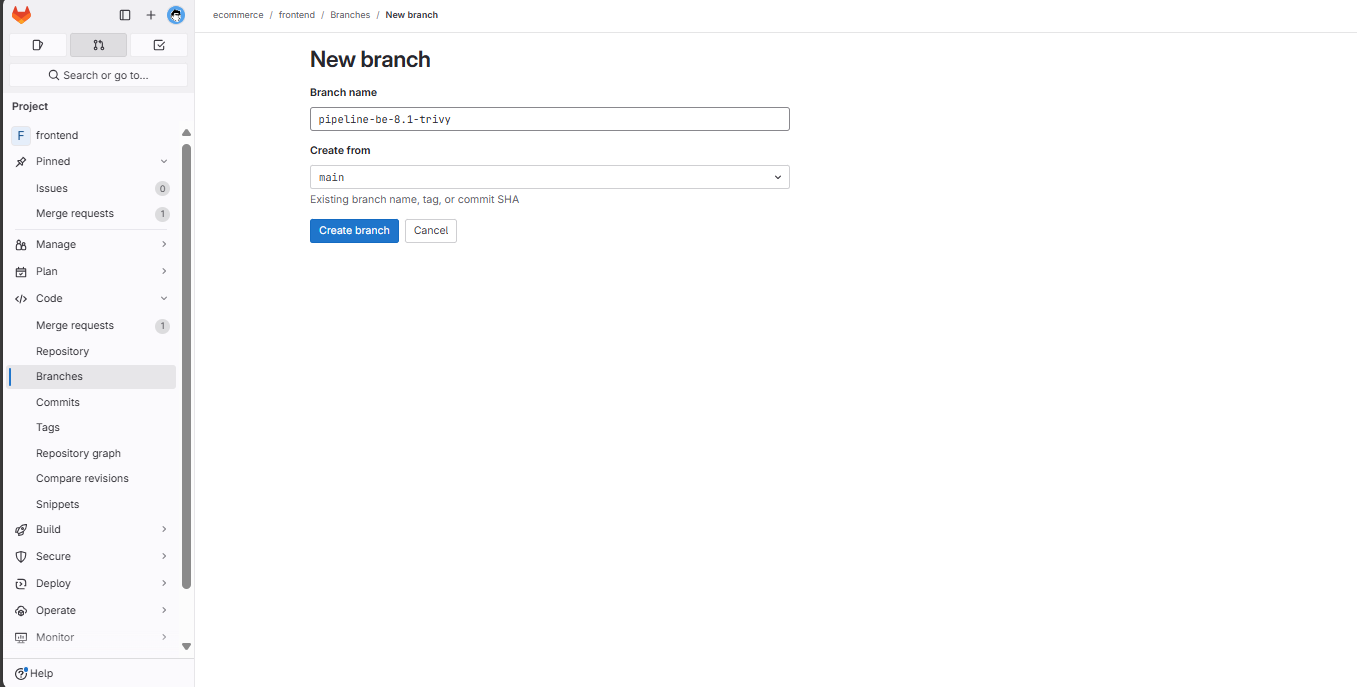 ecommerce / frontend / Branches / New branch
Search or go to...
Project
F frontend
Pinned
Issues 0
Merge requests 1
Manage
Plan
Code
Merge requests 1
Repository
Branches
Commits
Tags
Repository graph
Compare revisions
Snippets
Build
Secure
Deploy
Operate
Monitor
Help
New branch
Branch name
pipeline-be-8.1-trivy
Create from
main
Existing branch name, tag, or commit SHA
Create branch Cancel